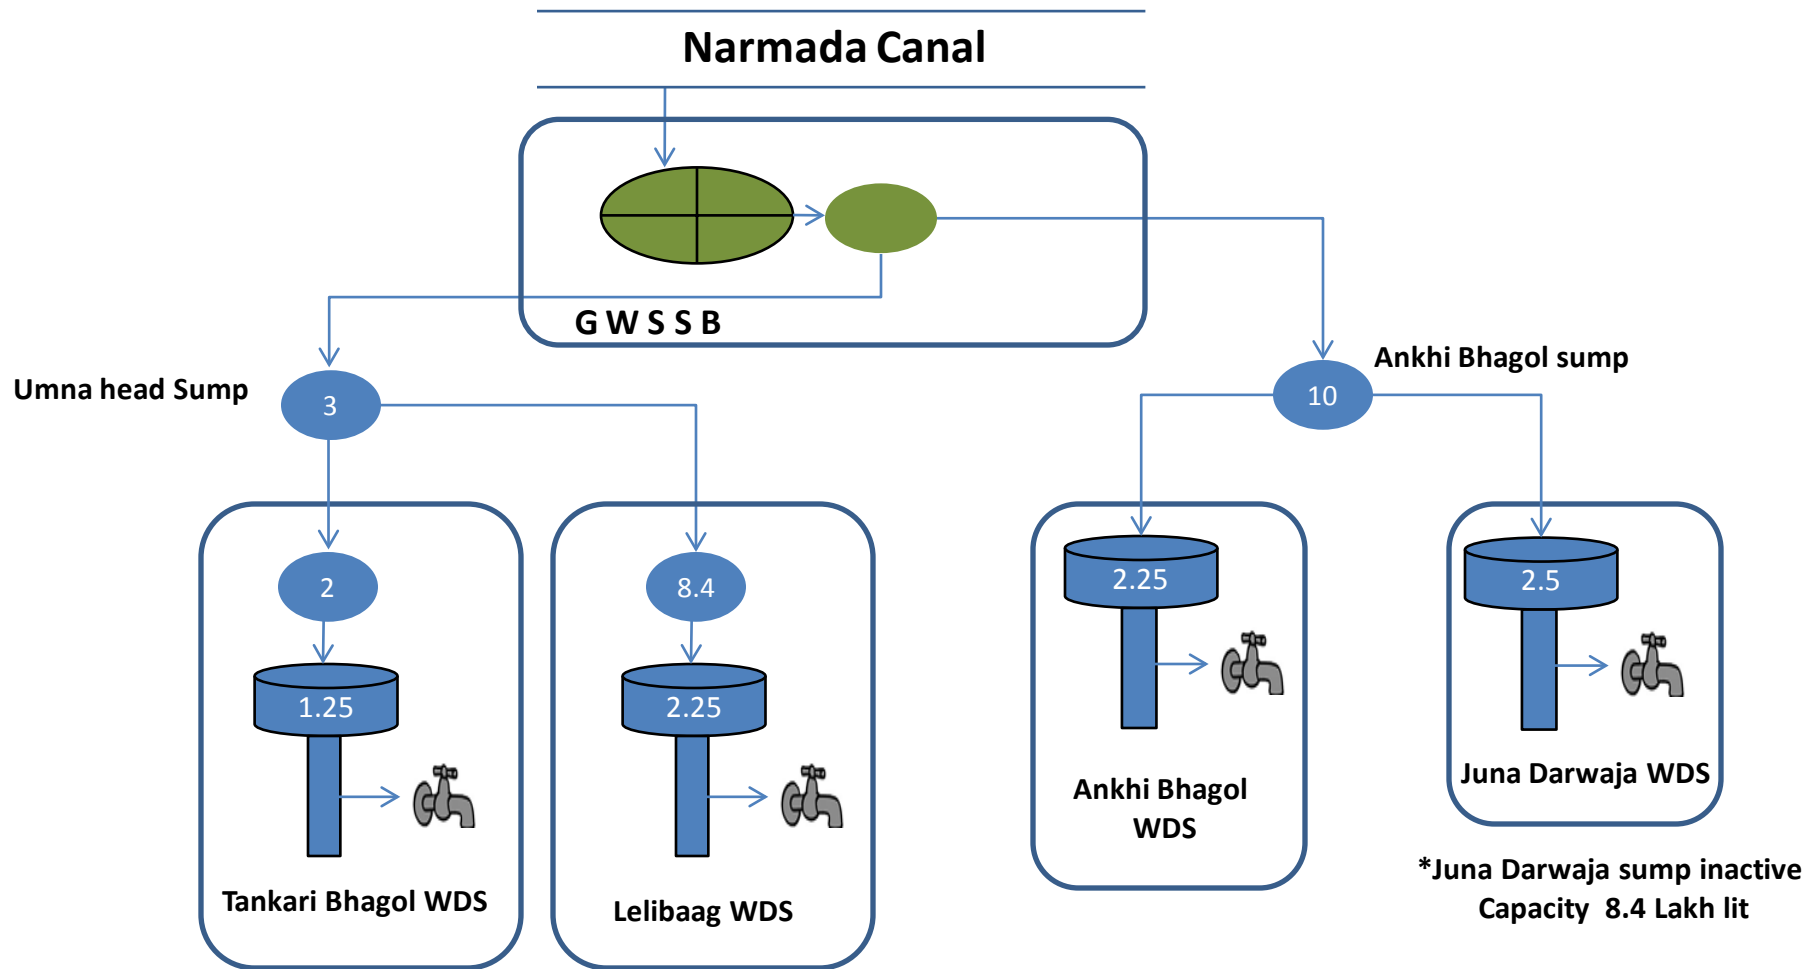 Narmada Canal
G W S S B
Umna head Sump
3
Ankhi Bhagol sump
10
2
8.4
2.25
2.5
1.25
2.25
Tankari Bhagol WDS
Lelibaag WDS
Ankhi Bhagol
WDS
Juna Darwaja WDS
*Juna Darwaja sump inactive
Capacity 8.4 Lakh lit